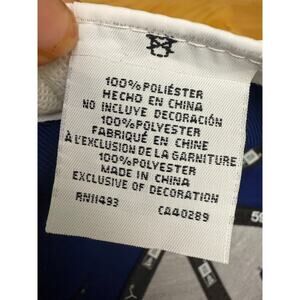 100%POLIÉSTER
HECHO EN CHINA
NO INCLUYE DECORACIÓN
100%POLYESTER
FABRIQUÉ EN CHINE
À L'EXCLUSION DE LA GARNITURE
100%POLYESTER
MADE IN CHINA
EXCLUSIVE OF DECORATION
RN11493 CA40289
59